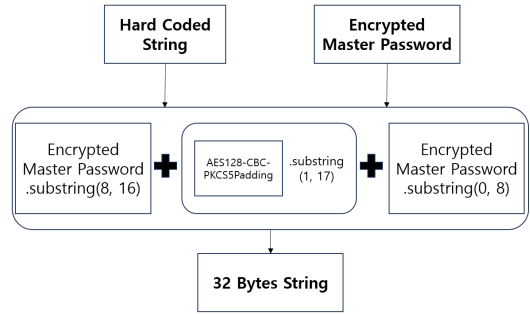 Hard Coded
String
Encrypted
Master Password
Encrypted
Master Password
.substring(8, 16)
AES128-CBC-
PKCS5Padding
.substring
(1, 17)
Encrypted
Master Password
.substring(0, 8)
32 Bytes String